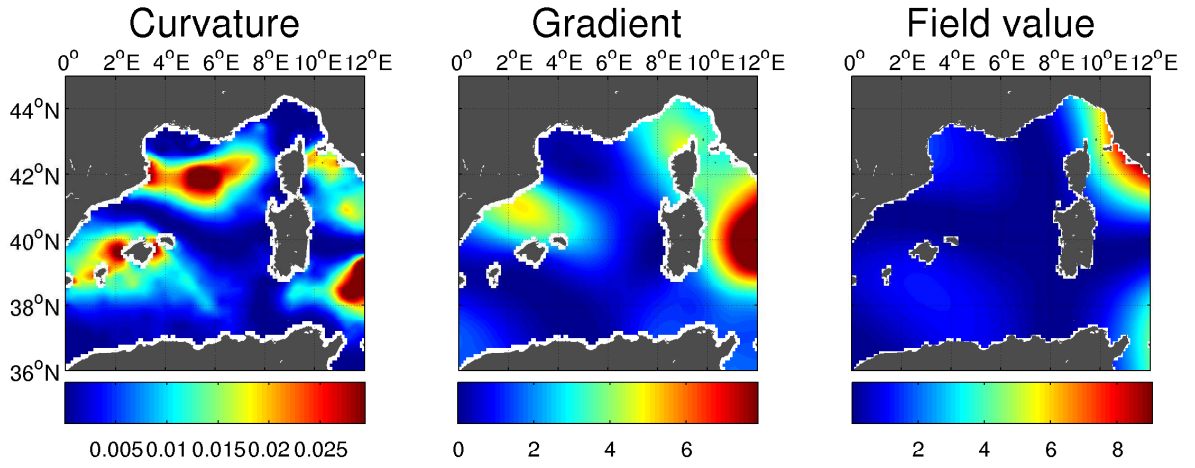 Curvature Gradient Field value
0°E 2°E 4°E 6°E 8°E 10°E 12°E 0°E 2°E 4°E 6°E 8°E 10°E 12°E 0°E 2°E 4°E 6°E 8°E 10°E 12°E
44°N
42°N
40°N
38°N
36°N
0.005 0.01 0.015 0.02 0.025 0 2 4 6 2 4 6 8